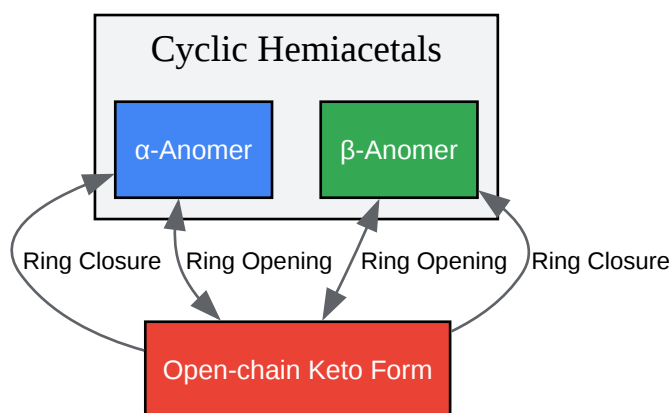 Cyclic Hemiacetals
α-Anomer
β-Anomer
Ring Closure
Ring Opening
Ring Opening
Ring Closure
Open-chain Keto Form